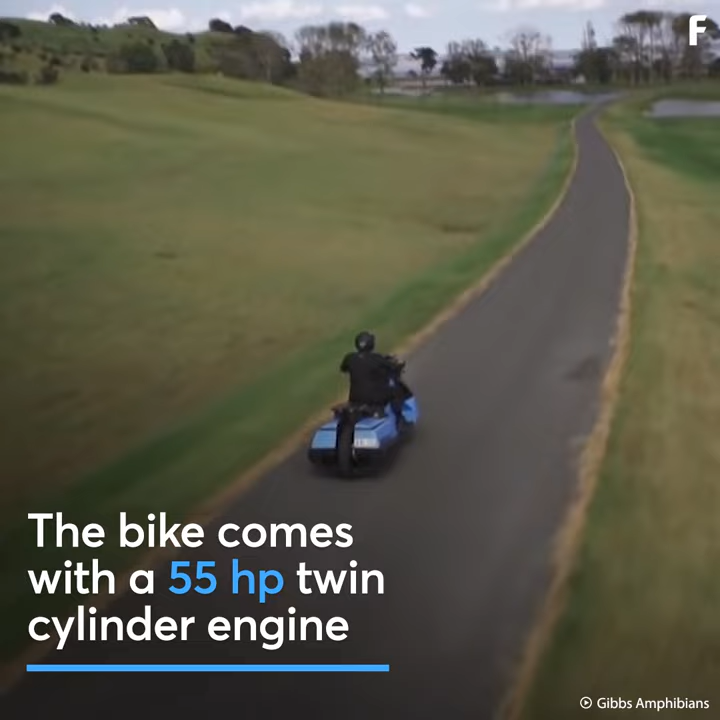 F
The bike comes
with a 55 hp twin
cylinder engine
Gibbs Amphibians